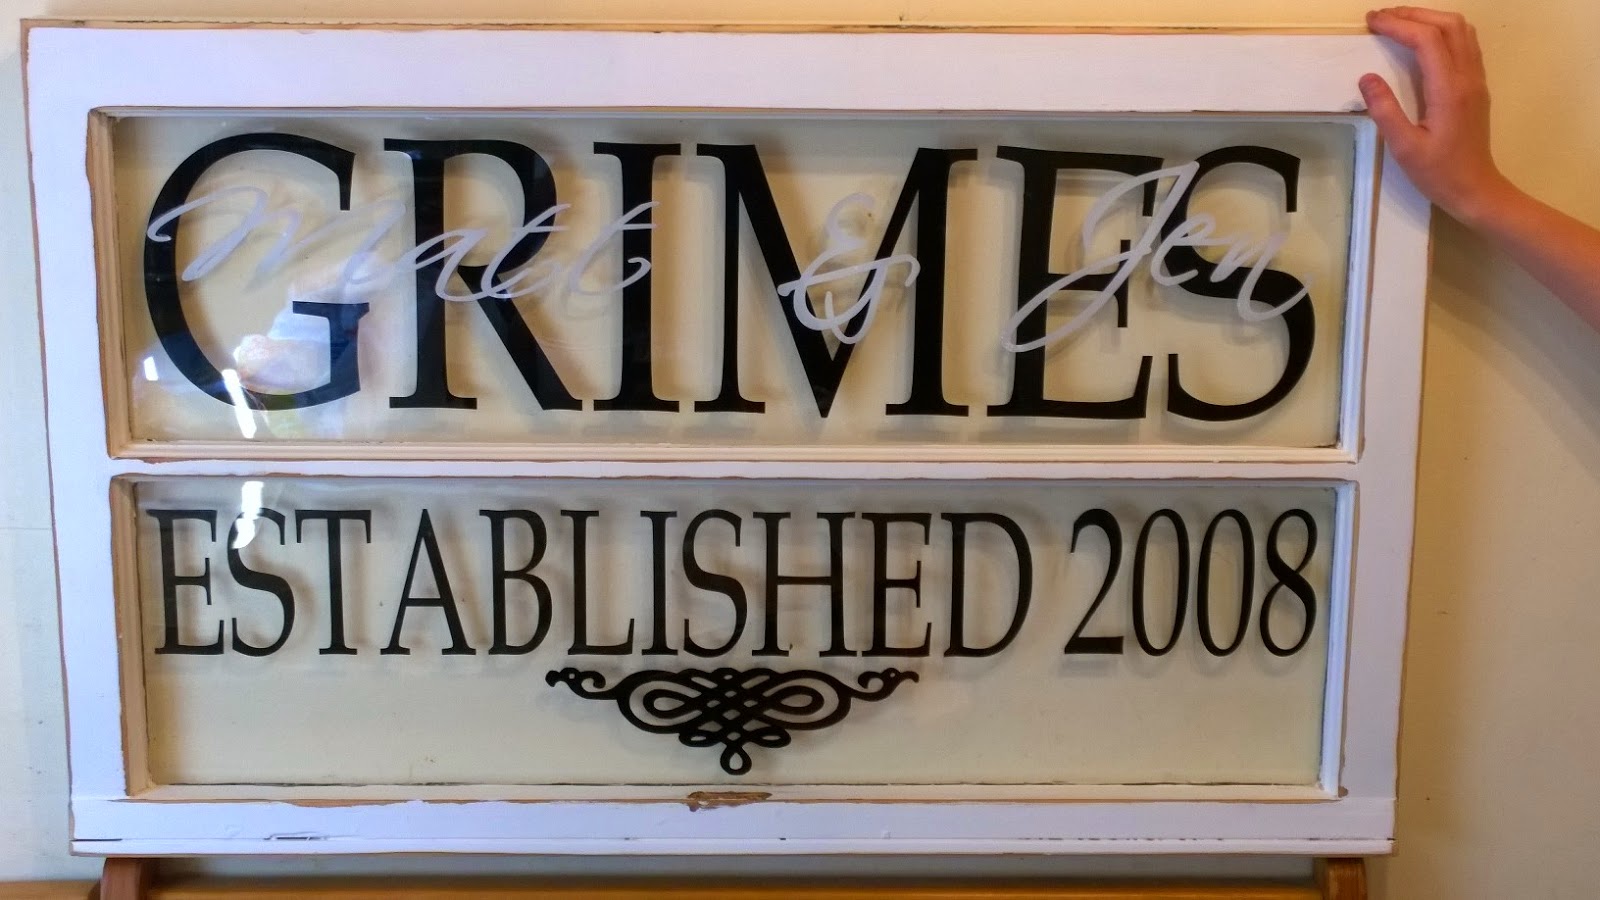 GRIMES
Matt & Jen
ESTABLISHED 2008